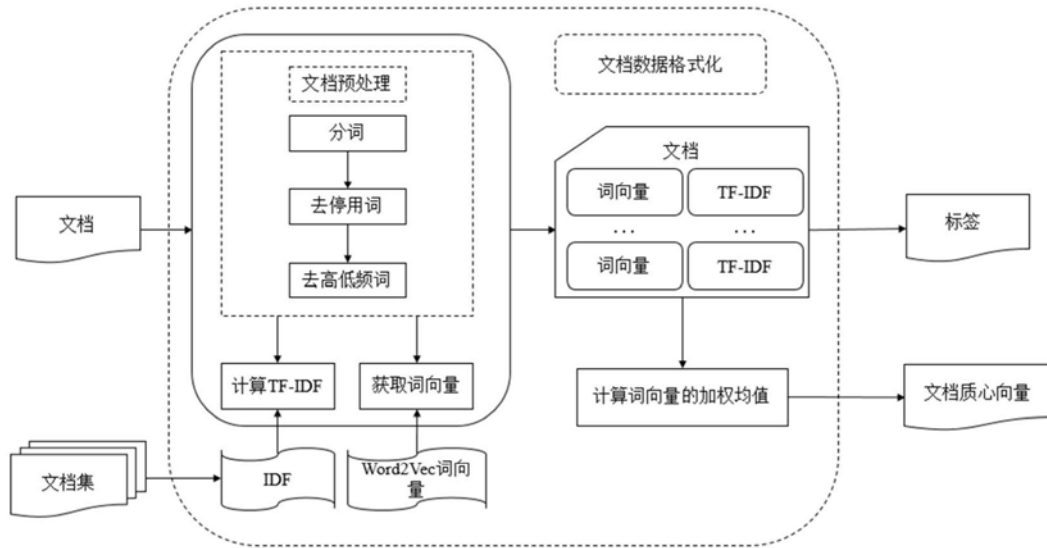 文档预处理
分词
去停用词
去高低频词
计算TF-IDF
获取词向量
文档
文档集
IDF
Word2Vec词向
量
文档数据格式化
文档
词向量
TF-IDF
...
...
词向量
TF-IDF
计算词向量的加权均值
标签
文档质心向量